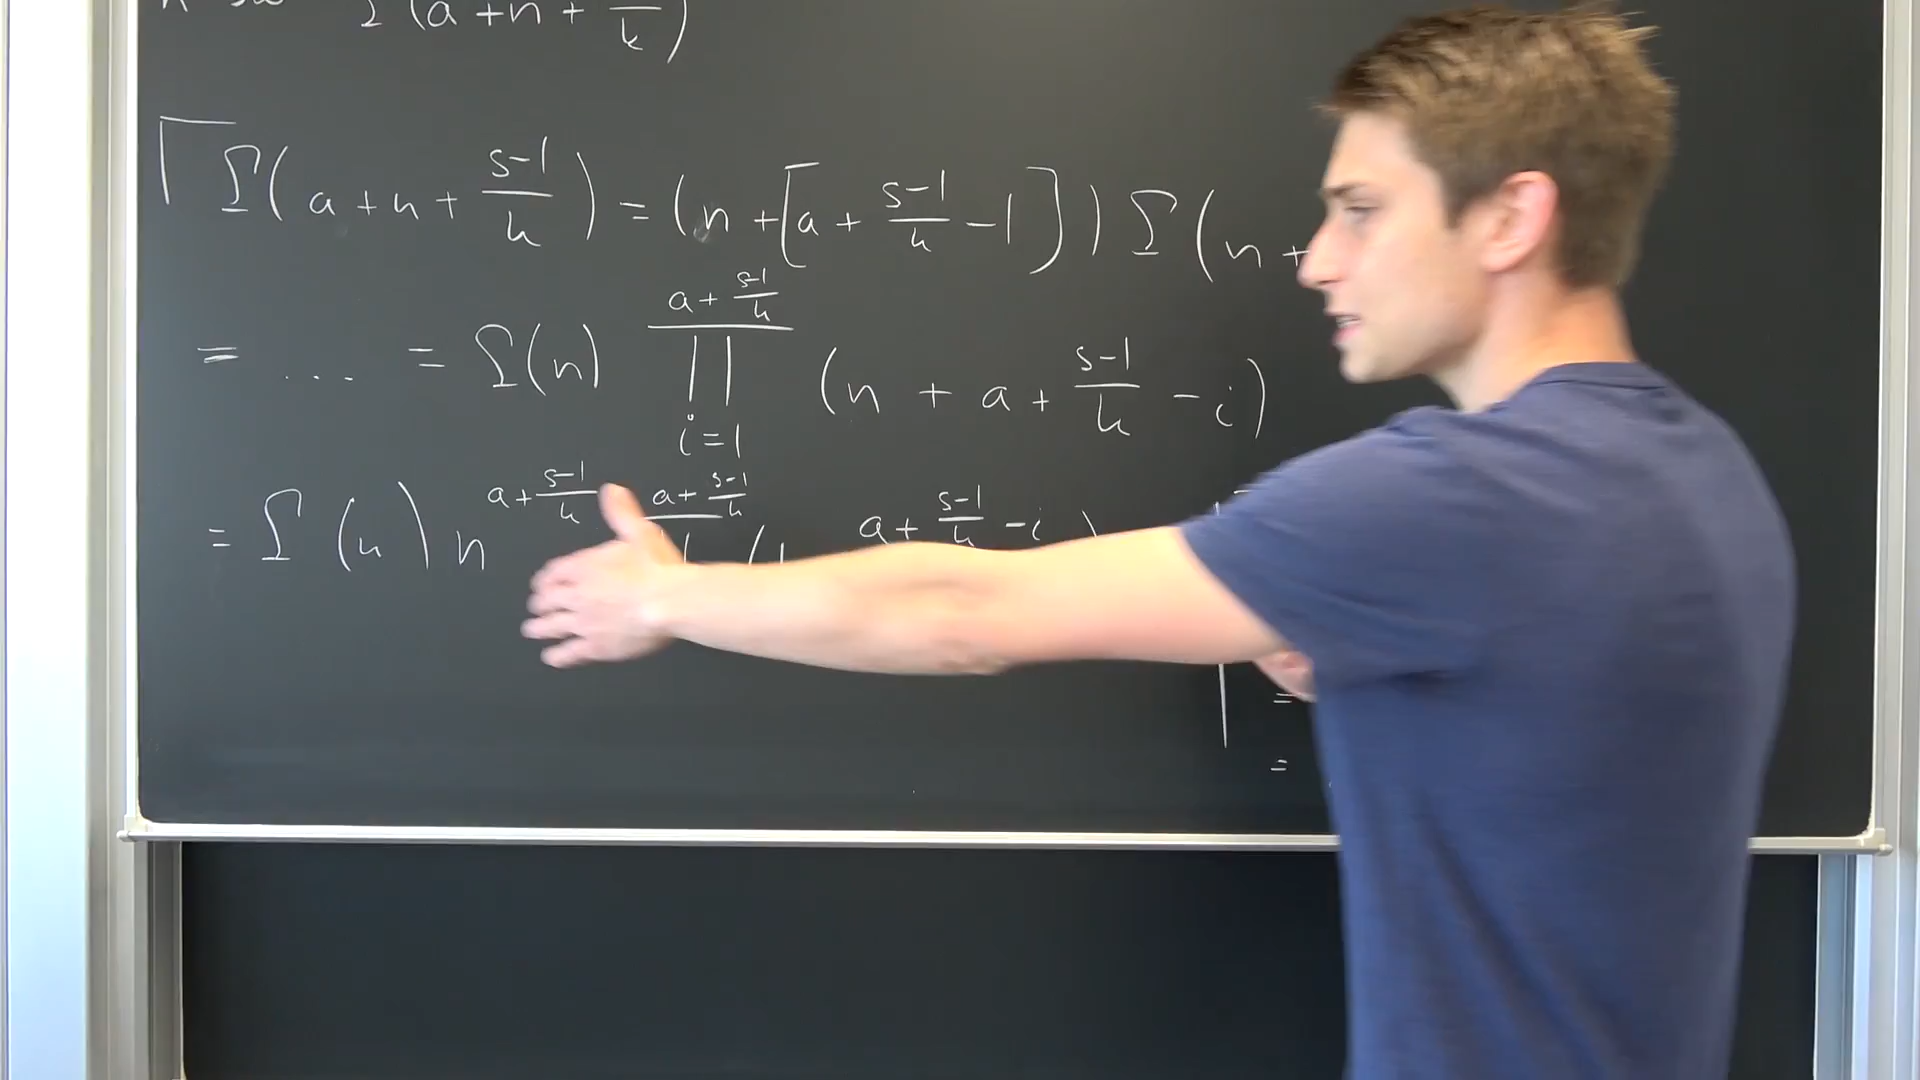 Γ(a+n+ k)
Γ(a+n+(s-1)/k) = (n+[a+(s-1)/k-1]) Γ(n+
= ... = Γ(n) ∏_{i=1}^{a+(s-1)/k} (n+a+(s-1)/k-i)
= Γ(n) n^{a+(s-1)/k} a+(s-1)/k (1 a+(s-1)/k-i )
=
=